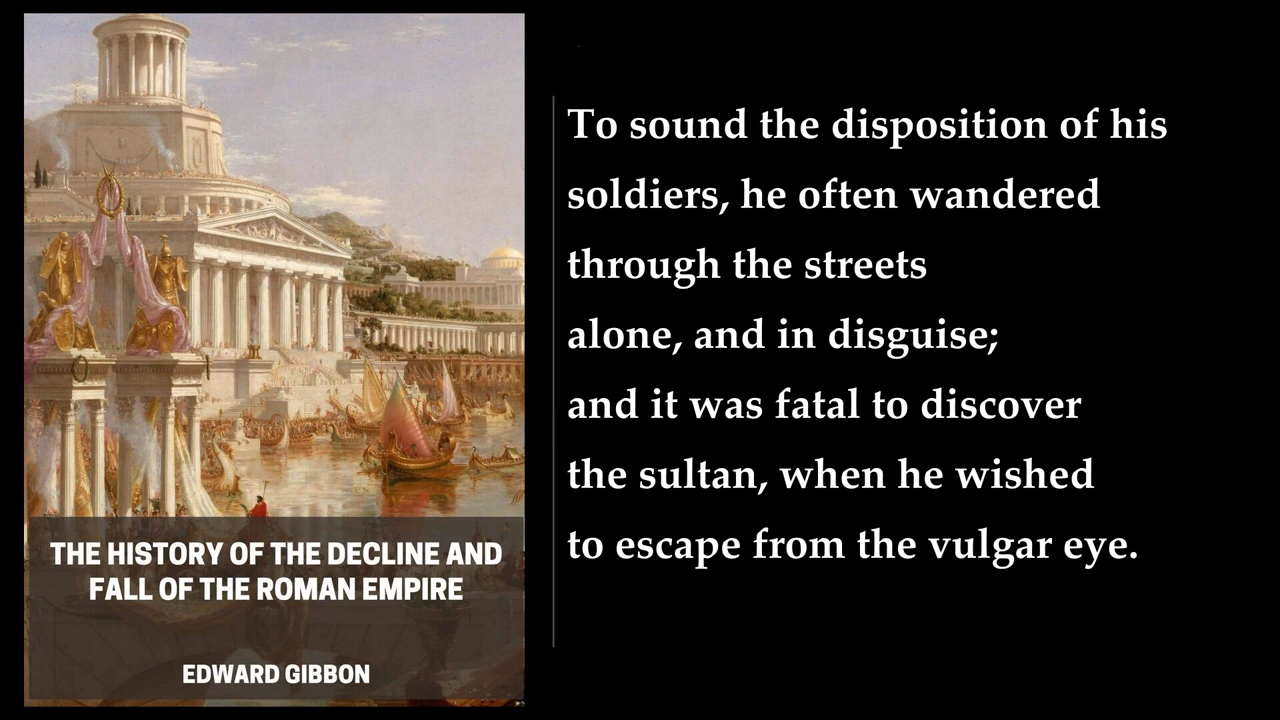 THE HISTORY OF THE DECLINE AND
FALL OF THE ROMAN EMPIRE
EDWARD GIBBON
To sound the disposition of his
soldiers, he often wandered
through the streets
alone, and in disguise;
and it was fatal to discover
the sultan, when he wished
to escape from the vulgar eye.